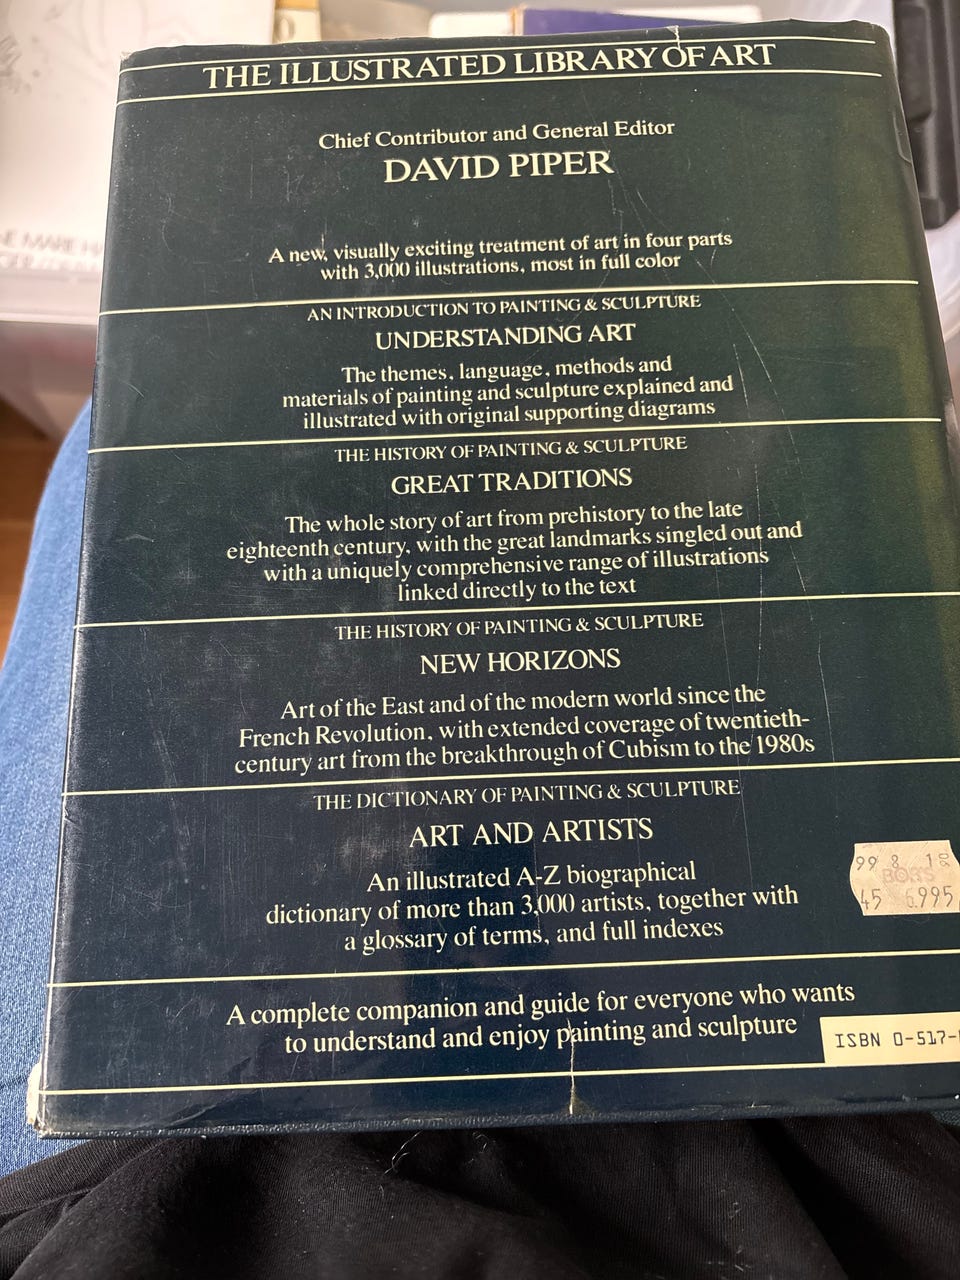 THE ILLUSTRATED LIBRARY OF ART
Chief Contributor and General Editor
DAVID PIPER
A new, visually exciting treatment of art in four parts
with 3,000 illustrations, most in full color
AN INTRODUCTION TO PAINTING & SCULPTURE
UNDERSTANDING ART
The themes, language, methods and
materials of painting and sculpture explained and
illustrated with original supporting diagrams
THE HISTORY OF PAINTING & SCULPTURE
GREAT TRADITIONS
The whole story of art from prehistory to the late
eighteenth century, with the great landmarks singled out and
with a uniquely comprehensive range of illustrations
linked directly to the text
THE HISTORY OF PAINTING & SCULPTURE
NEW HORIZONS
Art of the East and of the modern world since the
French Revolution, with extended coverage of twentieth-
century art from the breakthrough of Cubism to the 1980s
THE DICTIONARY OF PAINTING & SCULPTURE
ART AND ARTISTS
An illustrated A-Z biographical
dictionary of more than 3,000 artists, together with
a glossary of terms, and full indexes
99 8
45 6.995
A complete companion and guide for everyone who wants
to understand and enjoy painting and sculpture
ISBN 0-517-